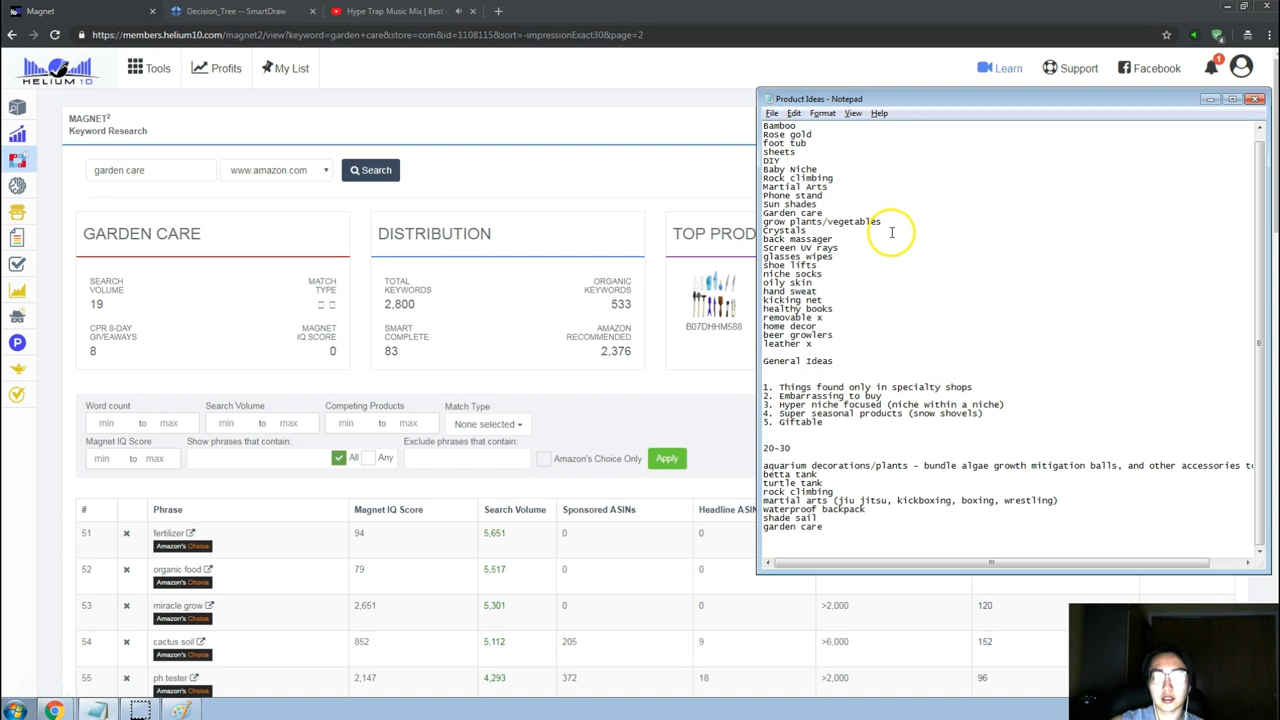 Magnet
Decision_Tree -- SmartDraw
Hype Trap Music Mix | Best
https://members.helium10.com/magnet2/view?keyword=garden+care&store=com&id=1108115&sort=-impressionExact30&page=2
HELIUM 10
Tools
Profits
My List
Learn
Support
Facebook
1
MAGNET²
Keyword Research
garden care
www.amazon.com
Search
GARDEN CARE
SEARCH VOLUME
19
MATCH TYPE
CPR 8-DAY GIVEAWAYS
8
MAGNET IQ SCORE
0
DISTRIBUTION
TOTAL KEYWORDS
2,800
ORGANIC KEYWORDS
533
SMART COMPLETE
83
AMAZON RECOMMENDED
2,376
TOP PROD
B07DHHM588
Word count
min to max
Search Volume
min to max
Competing Products
min to max
Match Type
None selected
Magnet IQ Score
min to max
Show phrases that contain:
All Any
Exclude phrases that contain:
Amazon's Choice Only
Apply
# Phrase Magnet IQ Score Search Volume Sponsored ASINs Headline ASIN
51 fertilizer 94 5,651 0 0
Amazon's Choice
52 organic food 79 5,517 0 0
Amazon's Choice
53 miracle grow 2,651 5,301 0 0 >2,000 120
Amazon's Choice
54 cactus soil 852 5,112 205 9 >6,000 152
Amazon's Choice
55 ph tester 2,147 4,293 372 18 >2,000 96
Amazon's Choice
Product Ideas - Notepad
File Edit Format View Help
Bamboo
Rose gold
foot tub
sheets
DIY
Baby Niche
Rock climbing
Martial Arts
Phone stand
Sun shades
Garden care
grow plants/vegetables
Crystals
back massager
Screen UV rays
glasses wipes
shoe lifts
niche socks
oily skin
hand sweat
kicking net
healthy books
removable x
home decor
beer growlers
leather x
General Ideas
1. Things found only in specialty shops
2. Embarrassing to buy
3. Hyper niche focused (niche within a niche)
4. Super seasonal products (snow shovels)
5. Giftable
20-30
aquarium decorations/plants - bundle algae growth mitigation balls, and other accessories to
betta tank
turtle tank
rock climbing
martial arts (jiu jitsu, kickboxing, boxing, wrestling)
waterproof backpack
shade sail
garden care